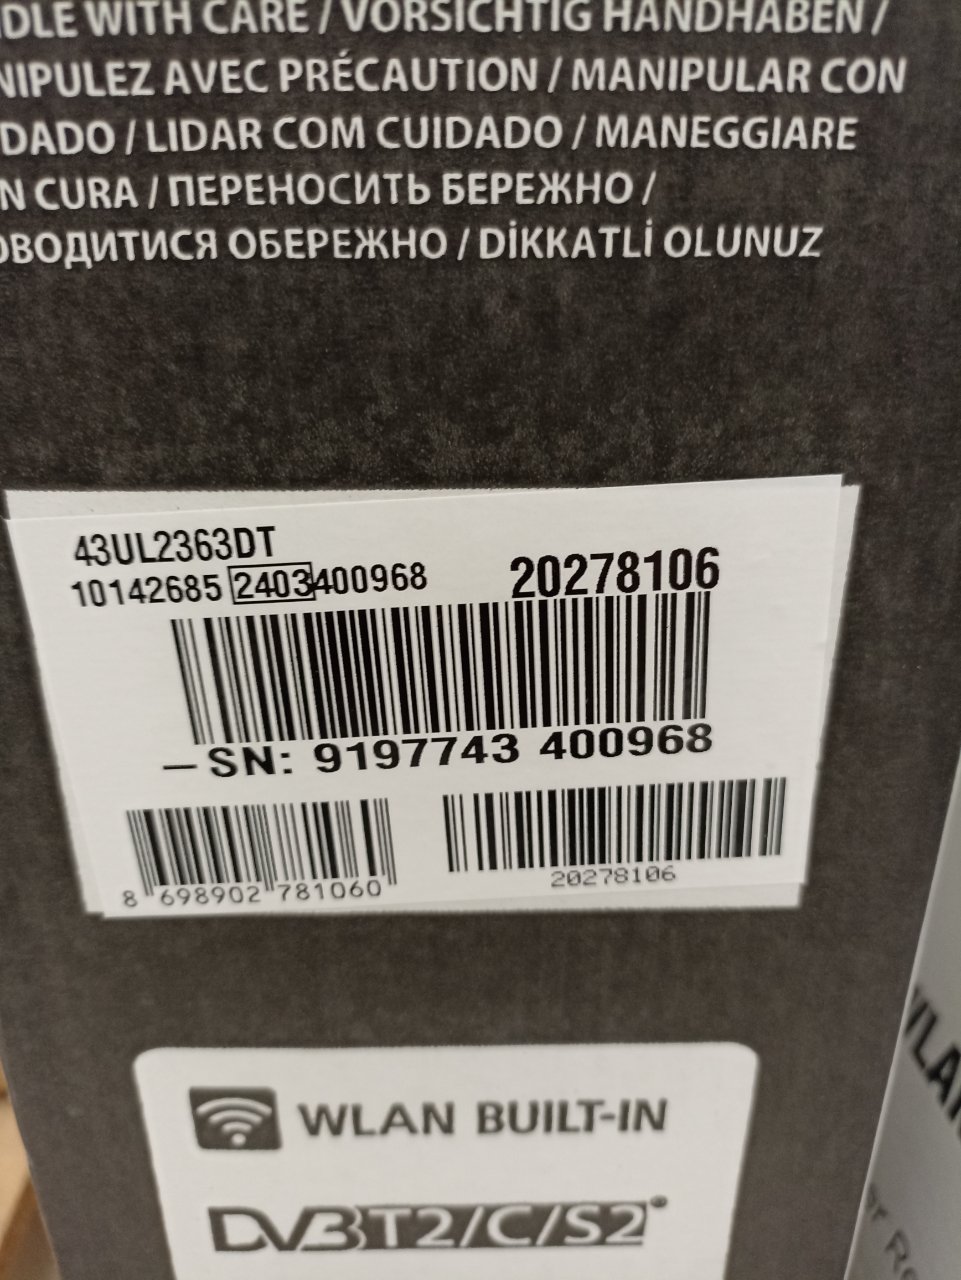 DLE WITH CARE / VORSICHTIG HANDHABEN /
NIPULEZ AVEC PRÉCAUTION / MANIPULAR CON
DADO / LIDAR COM CUIDADO / MANEGGIARE
N CURA / ПЕРЕНОСИТЬ БЕРЕЖНО /
ОВОДИТИСЯ ОБЕРЕЖНО / DİKKATLİ OLUNUZ
43UL2363DT
10142685 2403400968 20278106
– SN: 9197743 400968
8 698902 781060 20278106
WLAN BUILT-IN
DVB T2/C/S2